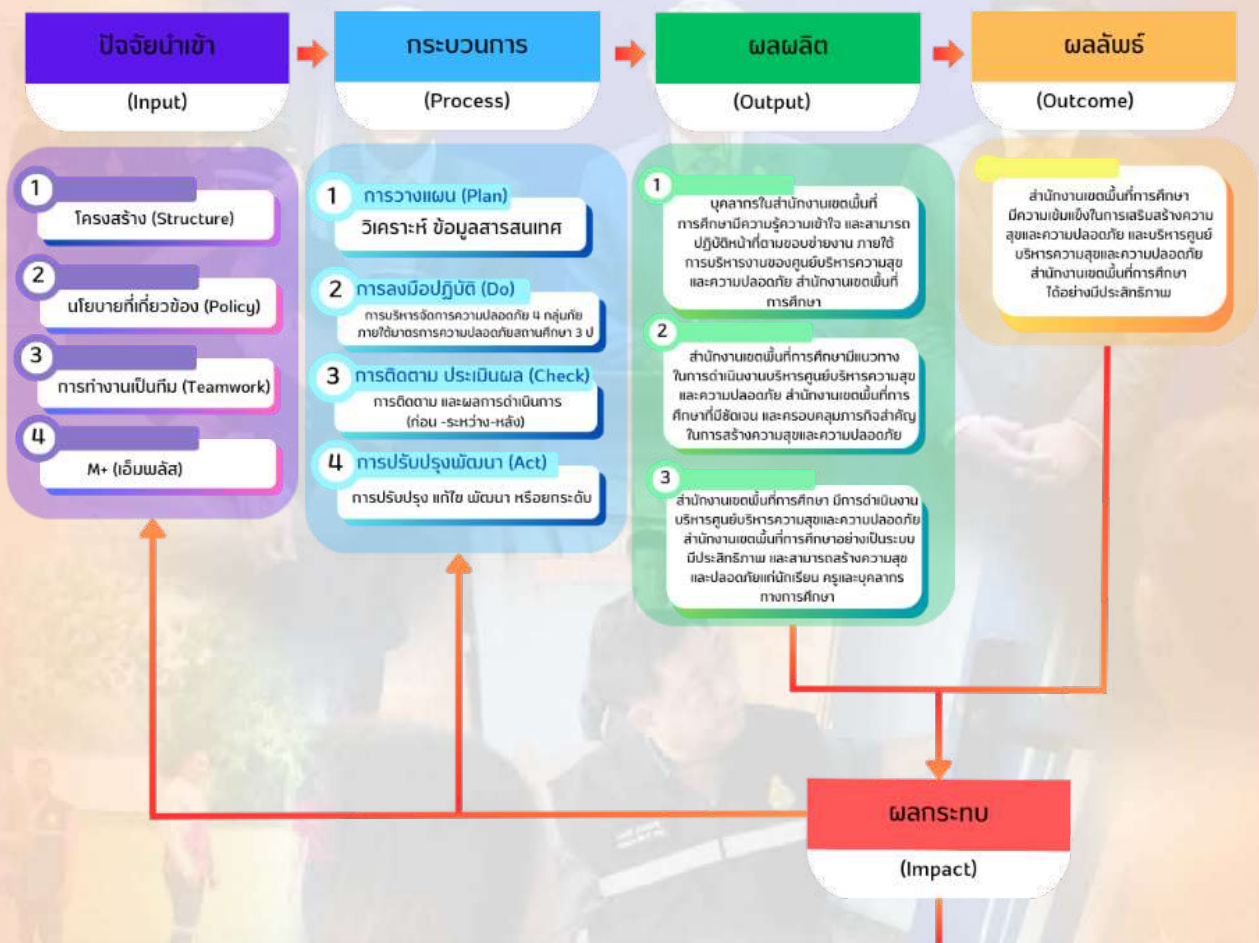 ปัจจัยนำเข้า
(Input)
กระบวนการ
(Process)
ผลผลิต
(Output)
ผลลัพธ์
(Outcome)
1
โครงสร้าง (Structure)
2
นโยบายที่เกี่ยวข้อง (Policy)
3
การทำงานเป็นทีม (Teamwork)
4
M+ (เอ็มพลัส)
1 การวางแผน (Plan)
วิเคราะห์ ข้อมูลสารสนเทศ
2 การลงมือปฏิบัติ (Do)
การบริหารจัดการความปลอดภัย 4 กลุ่มภัย
ภายใต้มาตรการความปลอดภัยสถานศึกษา 3 ป
3 การติดตาม ประเมินผล (Check)
การติดตาม และผลการดำเนินการ
(ก่อน -ระหว่าง-หลัง)
4 การปรับปรุงพัฒนา (Act)
การปรับปรุง แก้ไข พัฒนา หรือยกระดับ
1
บุคลากรในสำนักงานเขตพื้นที่
การศึกษามีความรู้ความเข้าใจ และสามารถ
ปฏิบัติหน้าที่ตามขอบข่ายงาน ภายใต้
การบริหารงานของศูนย์บริหารความสุข
และความปลอดภัย สำนักงานเขตพื้นที่
การศึกษา
2
สำนักงานเขตพื้นที่การศึกษามีแนวทาง
ในการดำเนินงานบริหารศูนย์บริหารความสุข
และความปลอดภัย สำนักงานเขตพื้นที่การ
ศึกษาที่มีชัดเจน และครอบคลุมภารกิจสำคัญ
ในการสร้างความสุขและความปลอดภัย
3
สำนักงานเขตพื้นที่การศึกษา มีการดำเนินงาน
บริหารศูนย์บริหารความสุขและความปลอดภัย
สำนักงานเขตพื้นที่การศึกษาอย่างเป็นระบบ
มีประสิทธิภาพ และสามารถสร้างความสุข
และปลอดภัยแก่นักเรียน ครูและบุคลากร
ทางการศึกษา
สำนักงานเขตพื้นที่การศึกษา
มีความเข้มแข็งในการเสริมสร้างความ
สุขและความปลอดภัย และบริหารศูนย์
บริหารความสุขและความปลอดภัย
สำนักงานเขตพื้นที่การศึกษา
ได้อย่างมีประสิทธิภาพ
ผลกระทบ
(Impact)